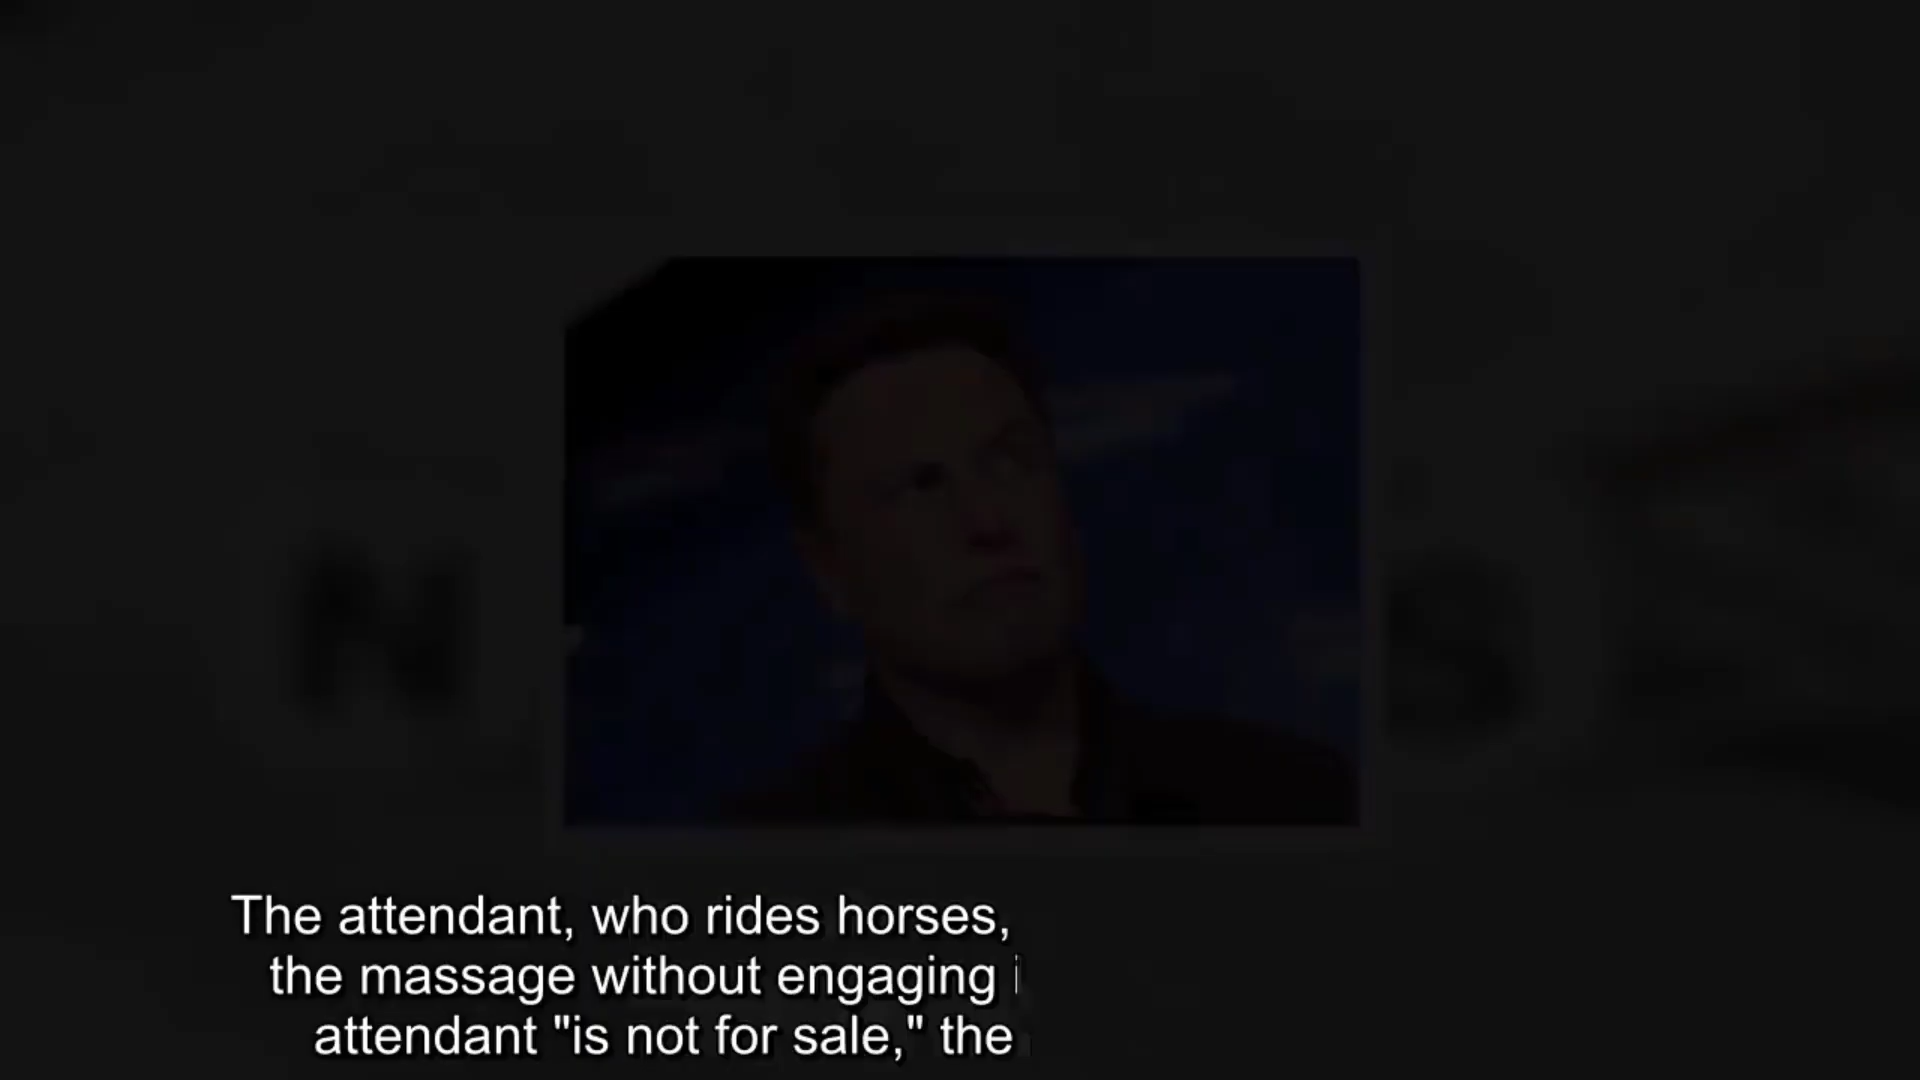 N
S
The attendant, who rides horses,
the massage without engaging
attendant "is not for sale," the